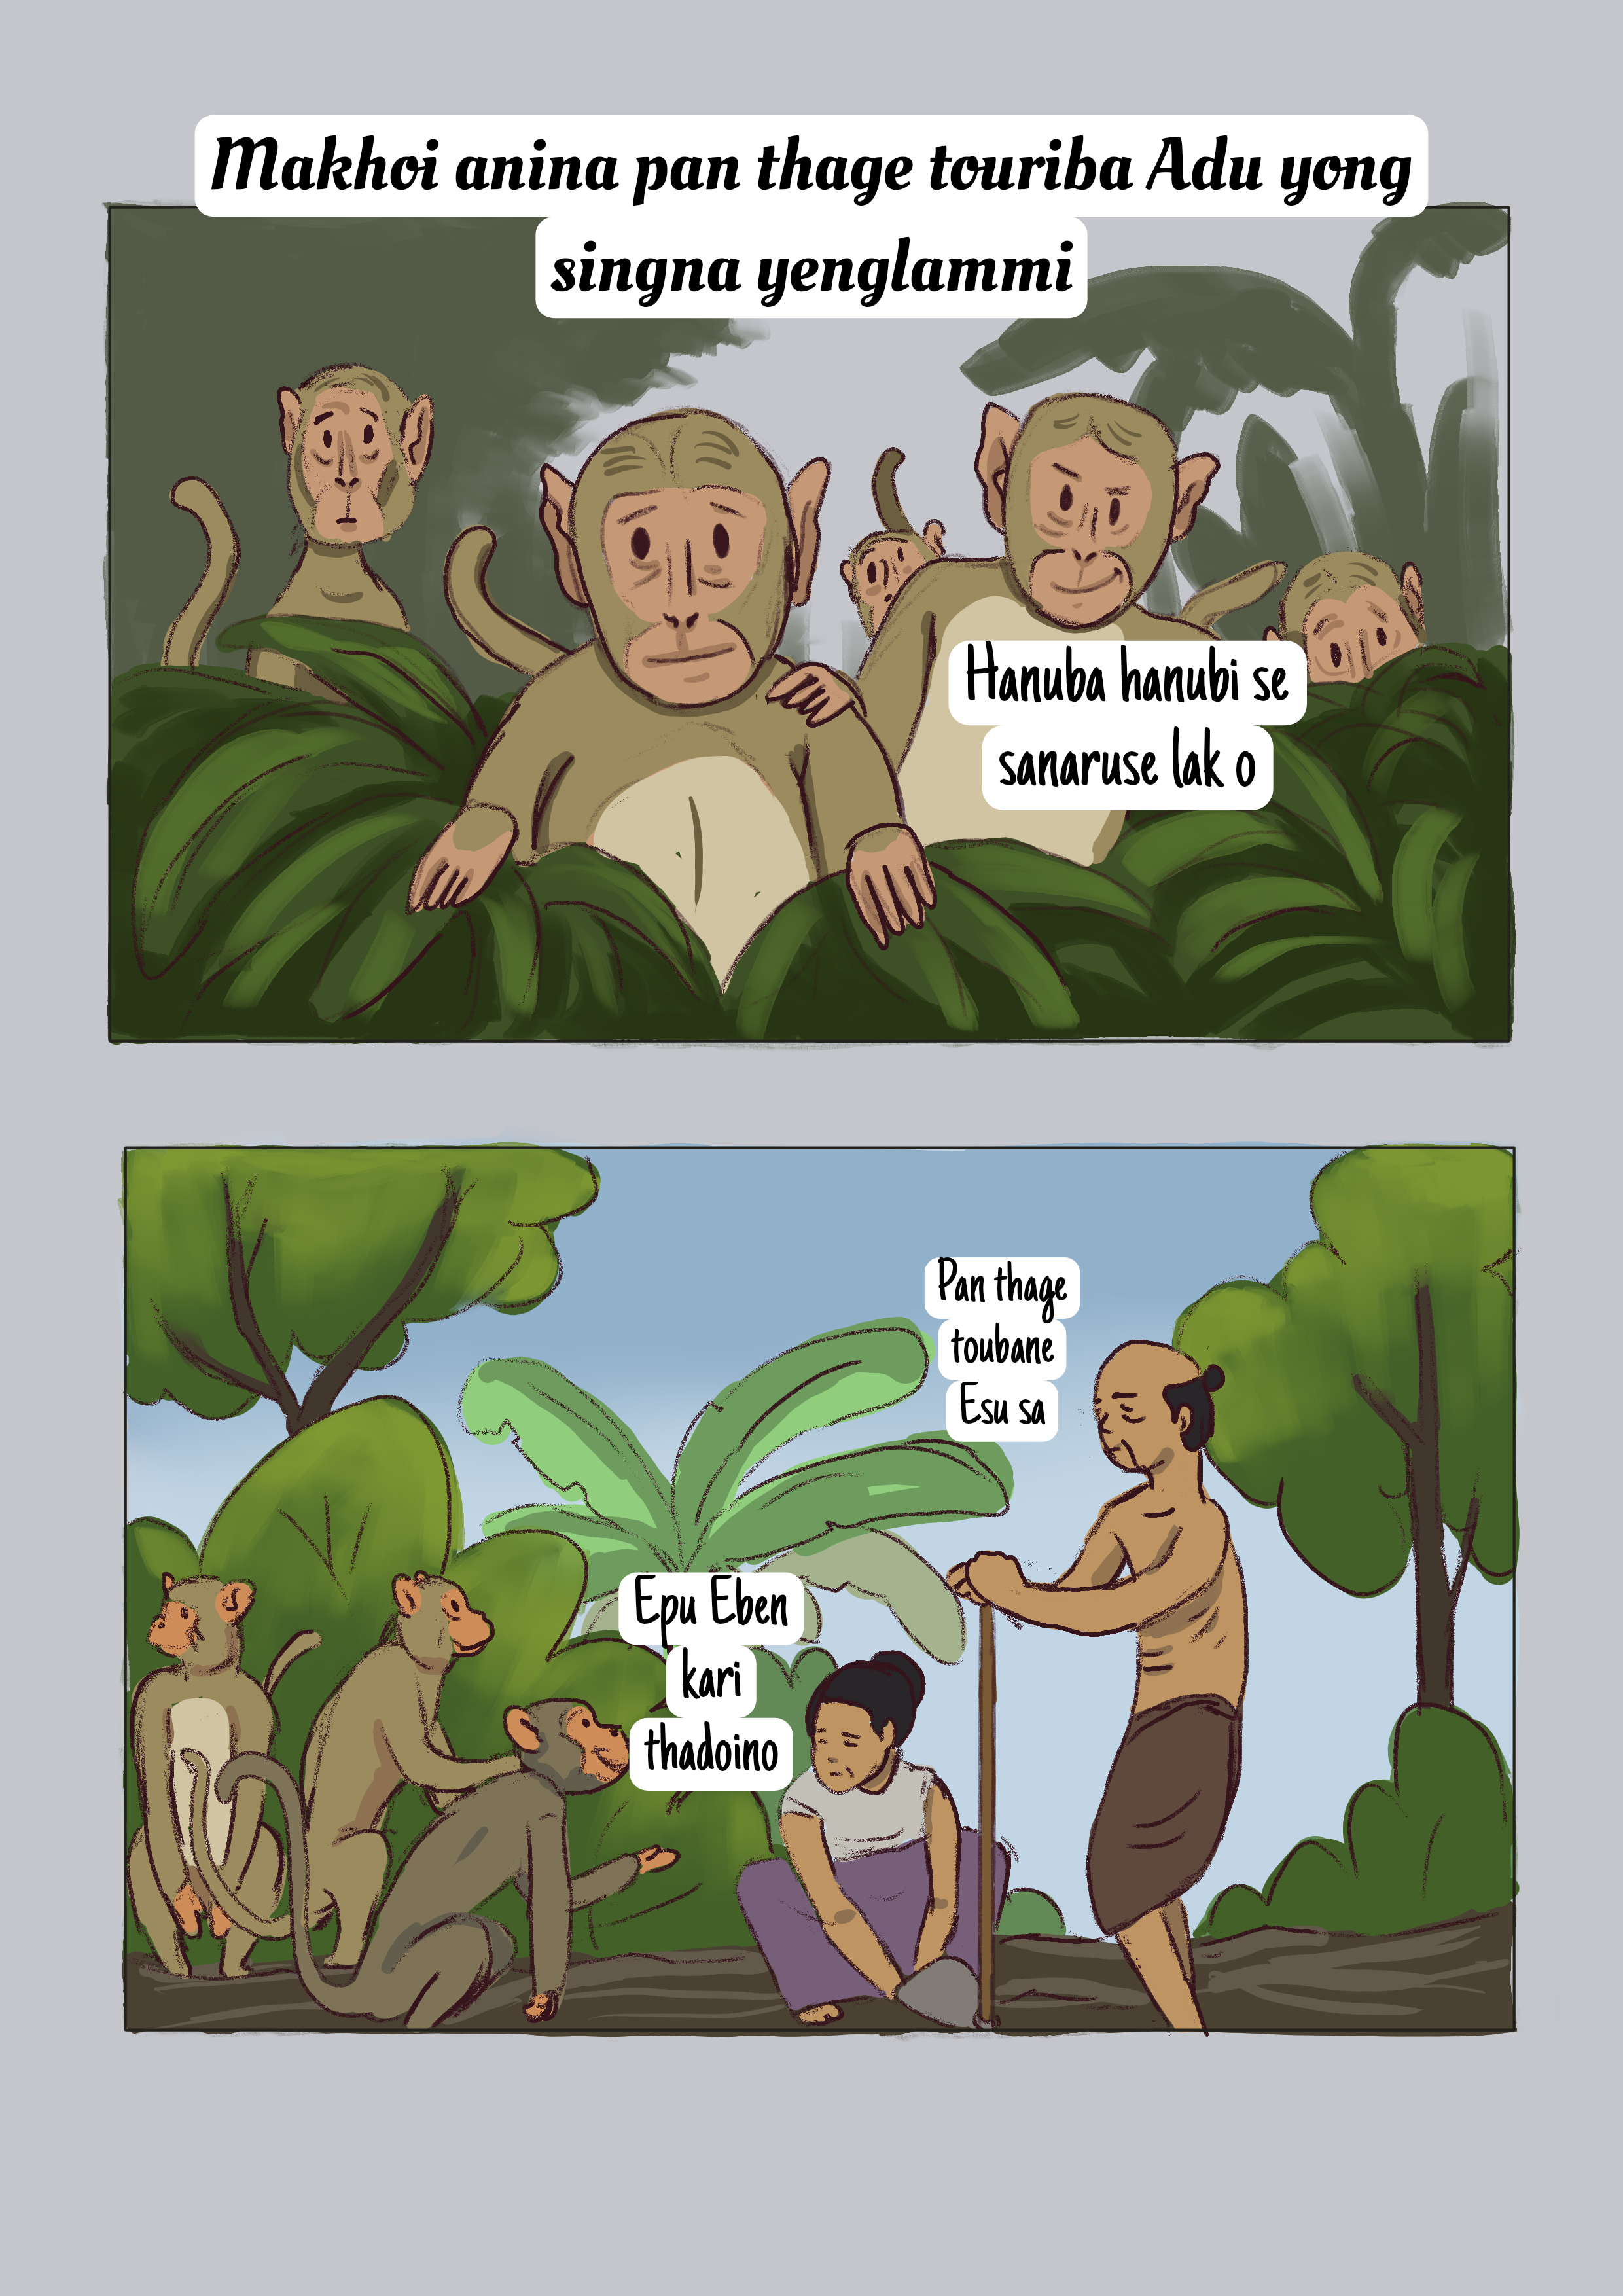 Makhoi anina pan thage touriba Adu yong
singna yenglammi
Hanuba hanubi se
sanaruse lak o
Pan thage
toubane
Esu sa
Epu Eben
kari
thadoino